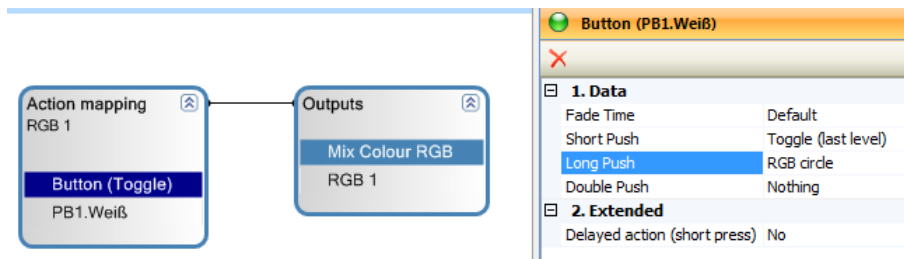 Action mapping
RGB 1
Button (Toggle)
PB1.Weiß
Outputs
Mix Colour RGB
RGB 1
Button (PB1.Weiß)
1. Data
Fade Time Default
Short Push Toggle (last level)
Long Push RGB circle
Double Push Nothing
2. Extended
Delayed action (short press) No